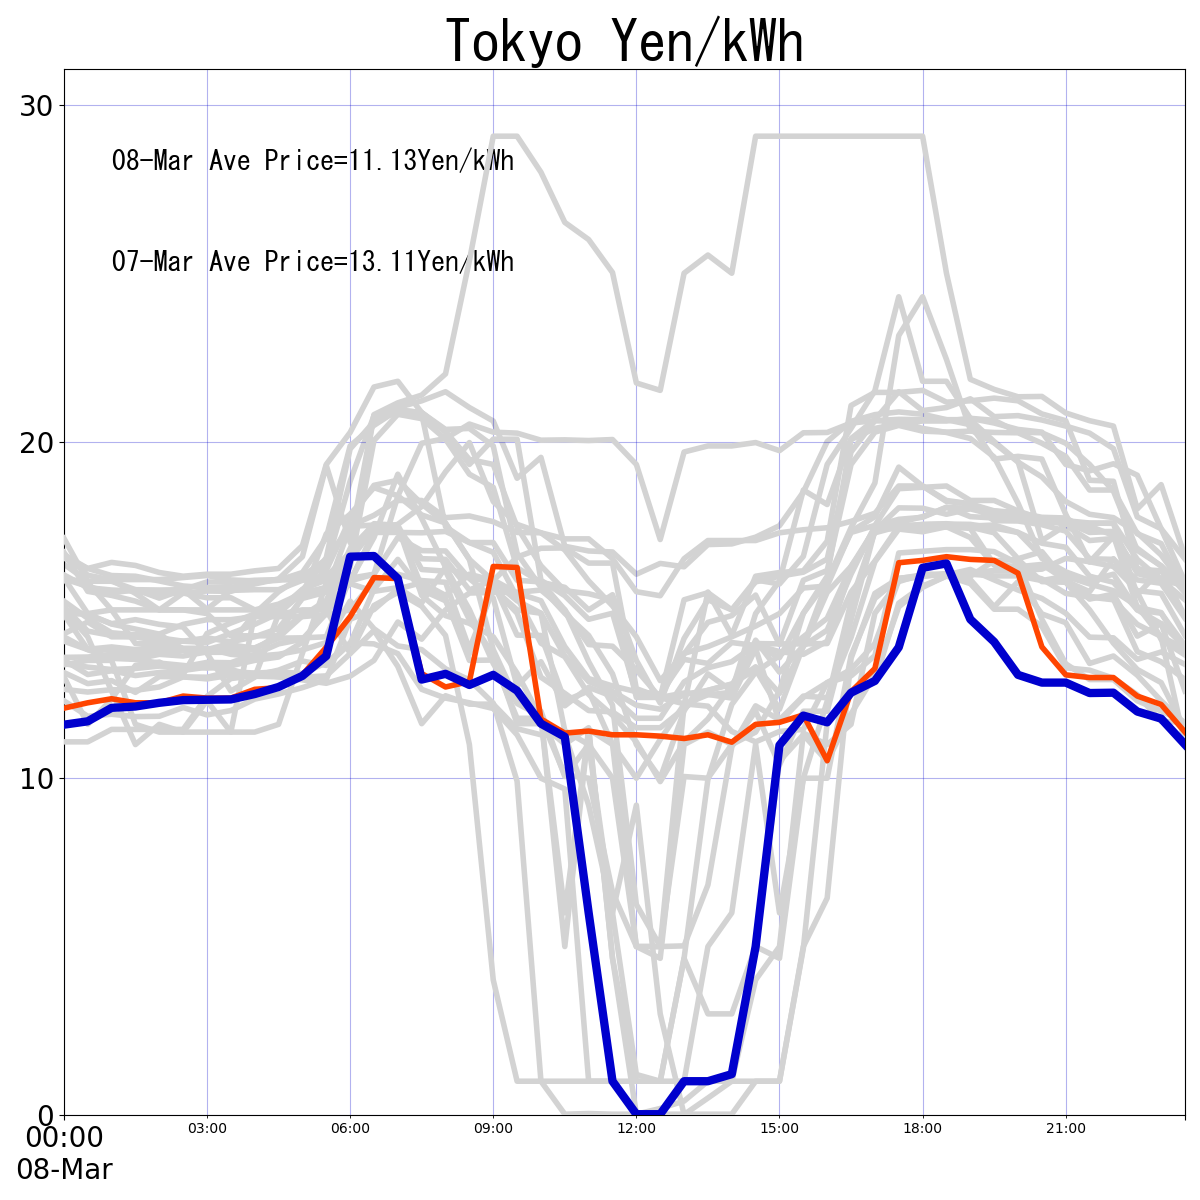 Tokyo Yen/kWh
30
08-Mar Ave Price=11.13Yen/kWh
07-Mar Ave Price=13.11Yen/kWh
20
10
0
00:00 03:00 06:00 09:00 12:00 15:00 18:00 21:00
08-Mar